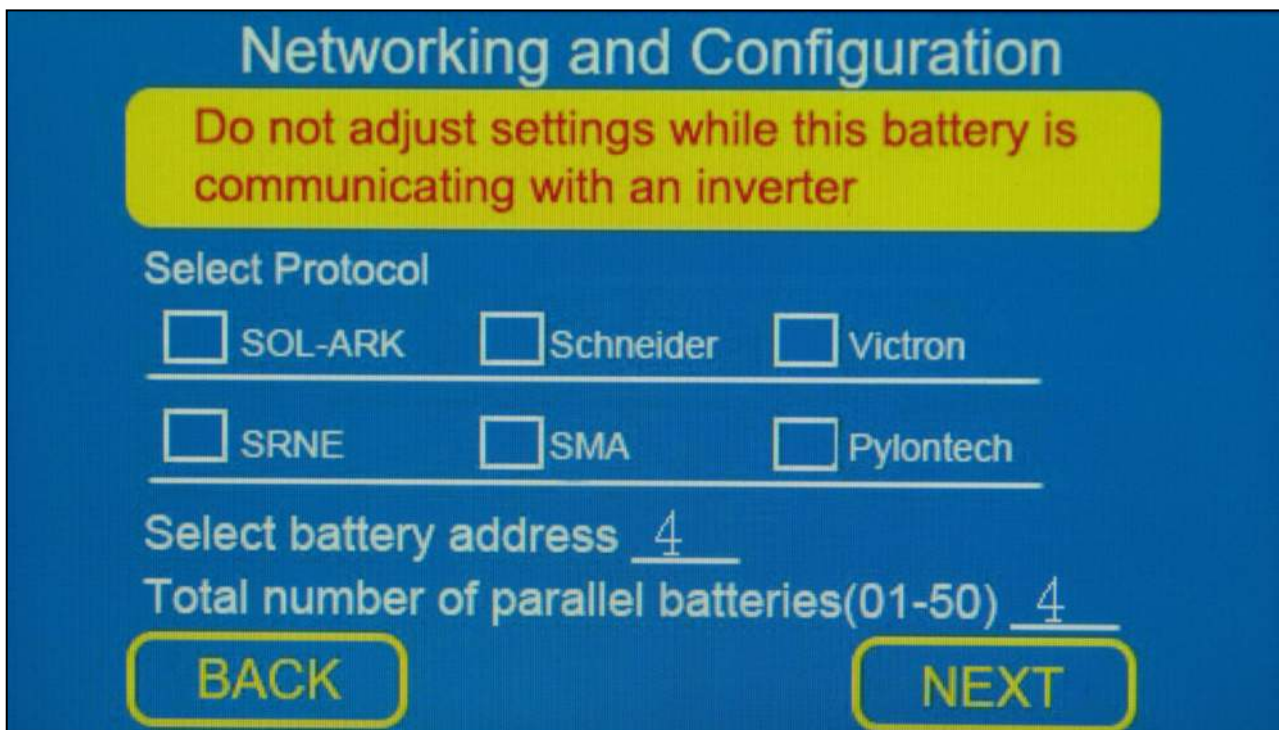 Networking and Configuration
Do not adjust settings while this battery is
communicating with an inverter
Select Protocol
SOL-ARK Schneider Victron
SRNE SMA Pylontech
Select battery address 4
Total number of parallel batteries(01-50) 4
BACK NEXT